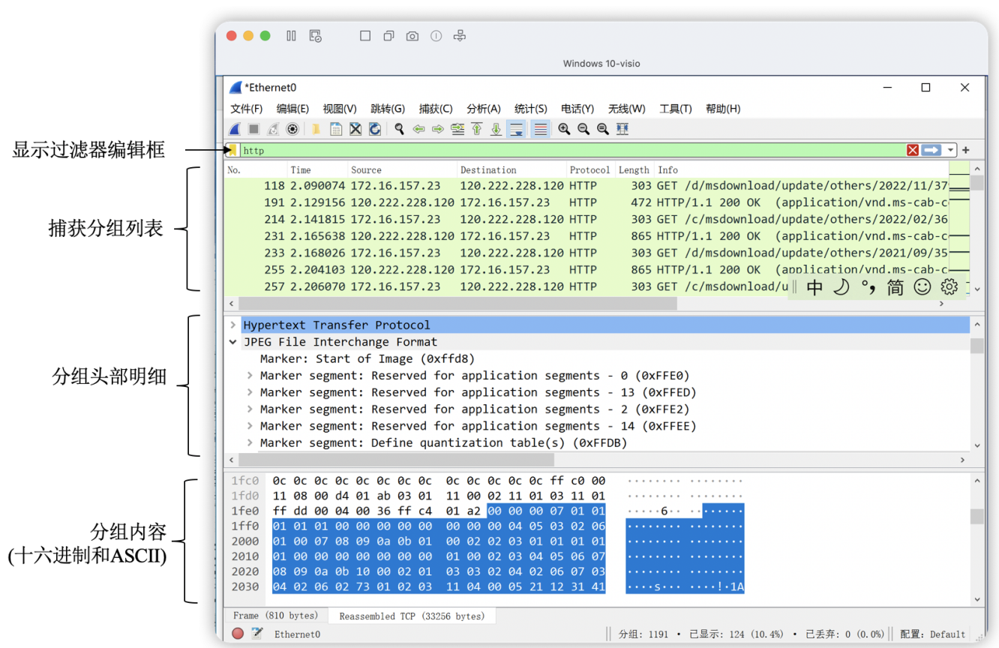 Windows 10-visio
*Ethernet0
文件(F) 编辑(E) 视图(V) 跳转(G) 捕获(C) 分析(A) 统计(S) 电话(Y) 无线(W) 工具(T) 帮助(H)
显示过滤器编辑框
http
No. Time Source Destination Protocol Length Info
118 2.090074 172.16.157.23 120.222.228.120 HTTP 303 GET /d/msdownload/update/others/2022/11/37
191 2.129156 120.222.228.120 172.16.157.23 HTTP 472 HTTP/1.1 200 OK (application/vnd.ms-cab-c
214 2.141815 172.16.157.23 120.222.228.120 HTTP 303 GET /c/msdownload/update/others/2022/02/36
231 2.165638 120.222.228.120 172.16.157.23 HTTP 865 HTTP/1.1 200 OK (application/vnd.ms-cab-c
233 2.168026 172.16.157.23 120.222.228.120 HTTP 303 GET /d/msdownload/update/others/2021/09/35
255 2.204103 120.222.228.120 172.16.157.23 HTTP 865 HTTP/1.1 200 OK (application/vnd.ms-cab-c
257 2.206070 172.16.157.23 120.222.228.120 HTTP 303 GET /c/msdownload/u
中 °, 简
捕获分组列表
Hypertext Transfer Protocol
JPEG File Interchange Format
Marker: Start of Image (0xffd8)
Marker segment: Reserved for application segments - 0 (0xFFE0)
Marker segment: Reserved for application segments - 13 (0xFFED)
Marker segment: Reserved for application segments - 2 (0xFFE2)
Marker segment: Reserved for application segments - 14 (0xFFEE)
Marker segment: Define quantization table(s) (0xFFDB)
分组头部明细
1fc0 0c 0c 0c 0c 0c 0c 0c 0c 0c 0c 0c 0c 0c ff c0 00 ········ ········
1fd0 11 08 00 d4 01 ab 03 01 11 00 02 11 01 03 11 01 ········ ········
1fe0 ff dd 00 04 00 36 ff c4 01 a2 00 00 00 07 01 01 ·····6·· ········
1ff0 01 01 01 00 00 00 00 00 00 00 00 04 05 03 02 06 ········ ········
2000 01 00 07 08 09 0a 0b 01 00 02 02 03 01 01 01 01 ········ ········
2010 01 00 00 00 00 00 00 00 01 00 02 03 04 05 06 07 ········ ········
2020 08 09 0a 0b 10 00 02 01 03 03 02 04 02 06 07 03 ········ ········
2030 04 02 06 02 73 01 02 03 11 04 00 05 21 12 31 41 ····s··· ····!·1A
分组内容
(十六进制和ASCII)
Frame (810 bytes) Reassembled TCP (33256 bytes)
Ethernet0 分组: 1191 · 已显示: 124 (10.4%) · 已丢弃: 0 (0.0%) 配置: Default